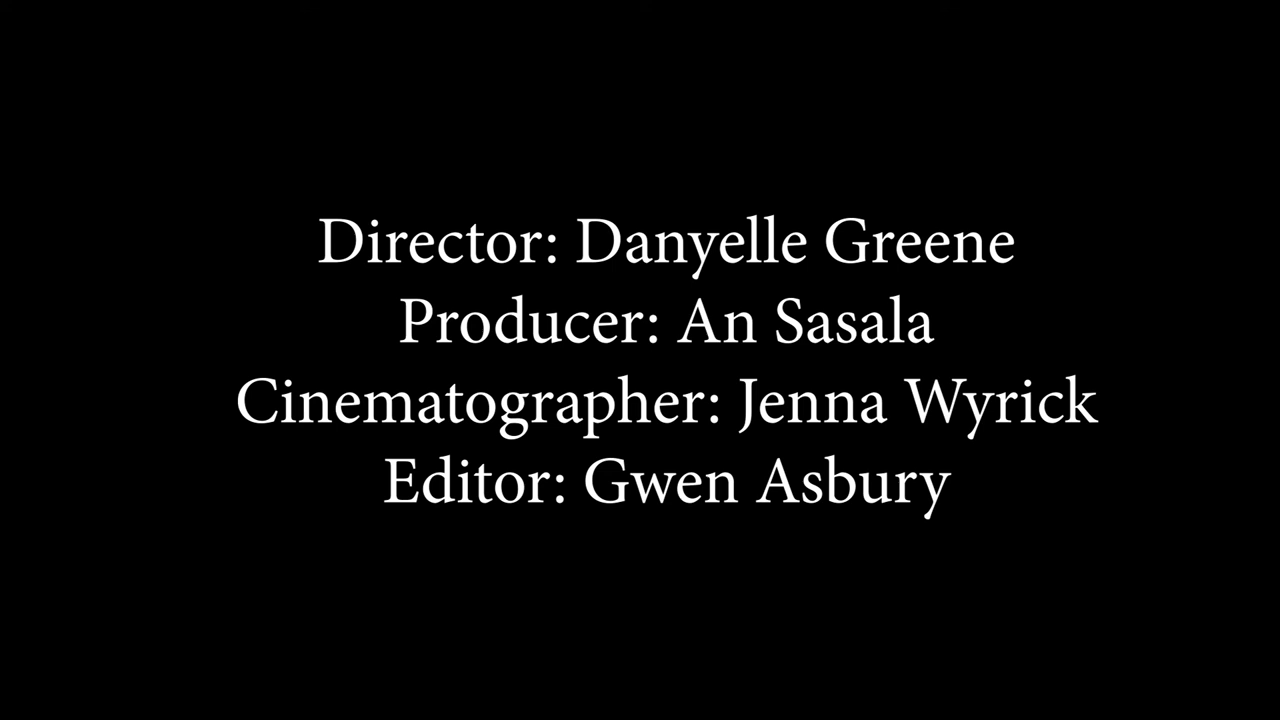 Director: Danyelle Greene
Producer: An Sasala
Cinematographer: Jenna Wyrick
Editor: Gwen Asbury